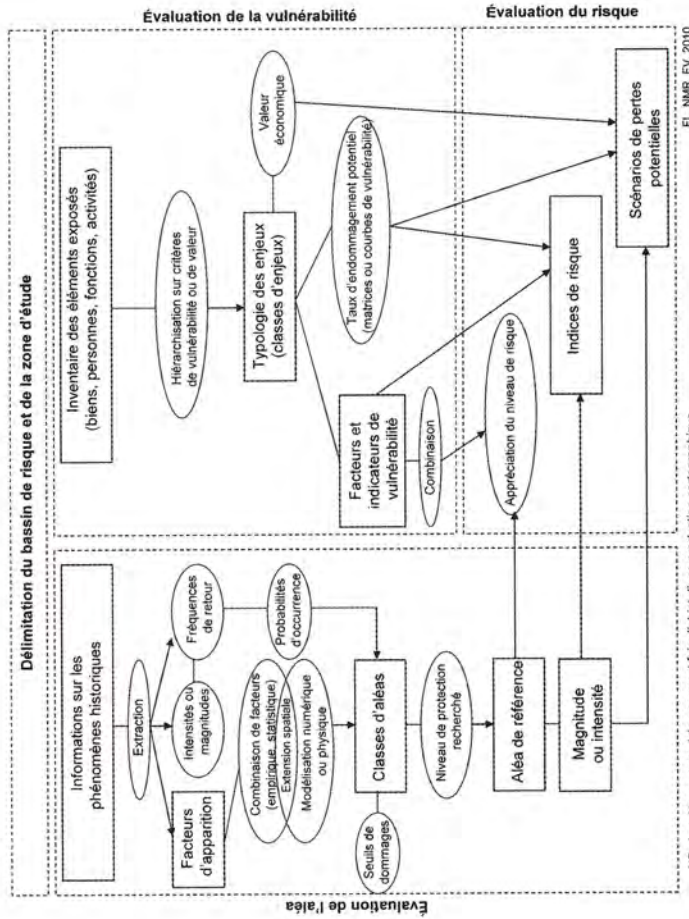 Délimitation du bassin de risque et de la zone d'étude
Évaluation de l'aléa
Informations sur les
phénomènes historiques
Extraction
Facteurs
d'apparition
Intensités ou
magnitudes
Fréquences
de retour
Combinaison de facteurs
(empirique, statistique)
Extension spatiale
Modélisation numérique
ou physique
Probabilités
d'occurrence
Seuils de
dommages
Classes d'aléas
Niveau de protection
recherché
Aléa de référence
Magnitude
ou intensité
Évaluation de la vulnérabilité
Inventaire des éléments exposés
(biens, personnes, fonctions, activités)
Hiérarchisation sur critères
de vulnérabilité ou de valeur
Typologie des enjeux
(classes d'enjeu)
Valeur
économique
Facteurs et
indicateurs de
vulnérabilité
Taux d'endommagement potentiel
(matrices ou courbes de vulnérabilité)
Combinaison
Évaluation du risque
Appréciation du niveau de risque
Indices de risque
Scénarios de pertes
potentielles
FL, NMR, FV, 2010